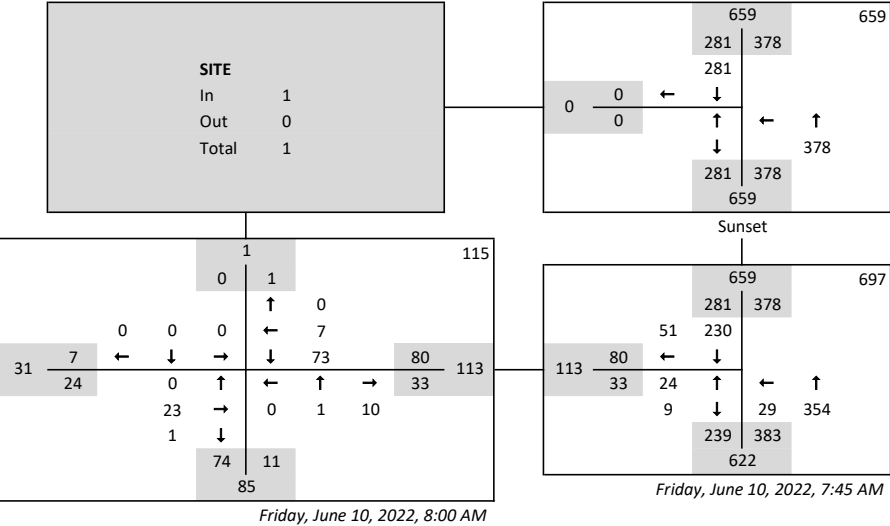 SITE
In 1
Out 0
Total 1
659 659
281 378
281
0 0 ← ↓
0 ↑ ← ↑
↓ 378
281 378
659
Sunset
1 115
0 1
↑ 0
0 0 0 ← 7
← ↓ → ↓ 73
31 7 80 113
24 0 ↑ ← ↑ → 33
23 → 0 1 10
1 ↓
74 11
85
Friday, June 10, 2022, 8:00 AM
659 697
281 378
51 230
113 80 ← ↓
33 24 ↑ ← ↑
9 ↓ 29 354
239 383
622
Friday, June 10, 2022, 7:45 AM